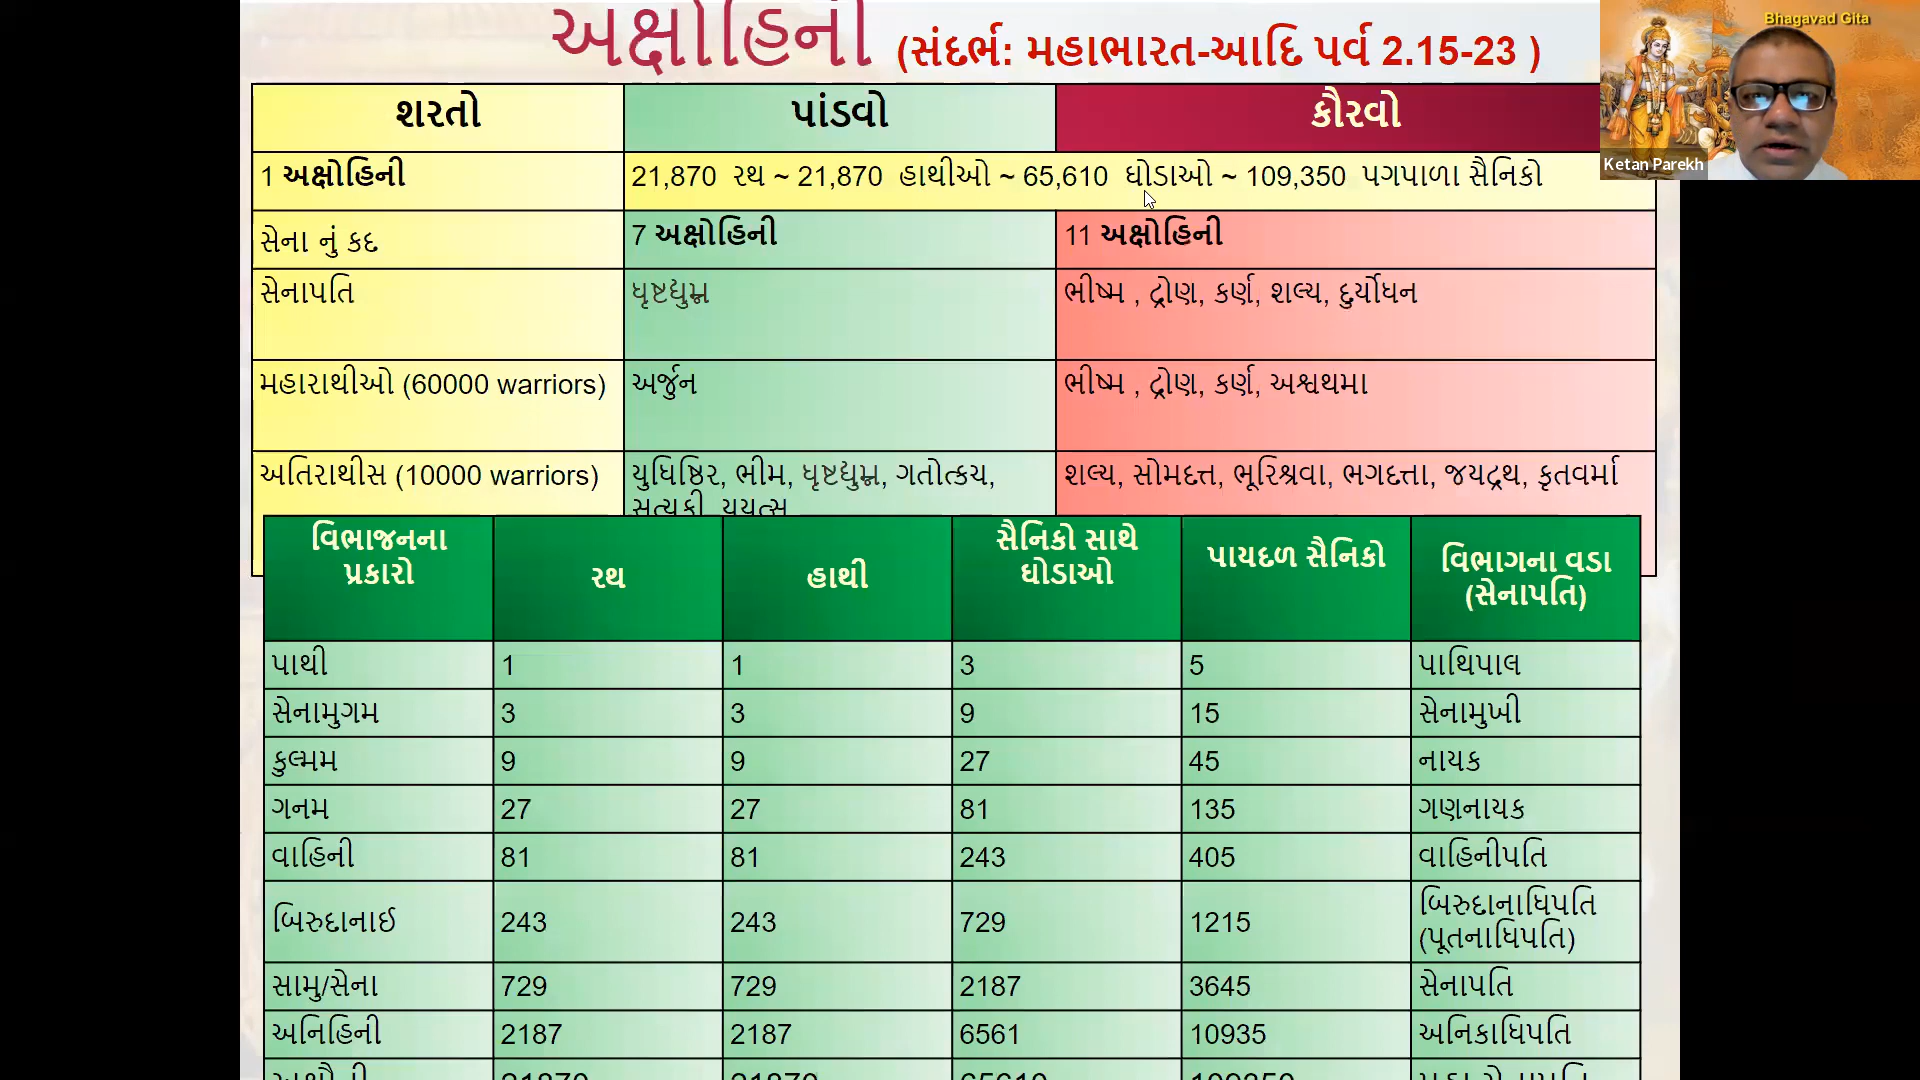 અક્ષોહિની (સંદર્ભ: મહાભારત-આદિ પર્વ 2.15-23 )
Bhagavad Gita
Ketan Parekh
શરતો પાંડવો કૌરવો
1 અક્ષોહિની 21,870 રથ ~ 21,870 હાથીઓ ~ 65,610 ઘોડાઓ ~ 109,350 પગપાળા સૈનિકો
સેના નું કદ 7 અક્ષોહિની 11 અક્ષોહિની
સેનાપતિ ધૃષ્ટદ્યુમ્ન ભીષ્મ , દ્રોણ, કર્ણ, શલ્ય, દુર્યોધન
મહારાથીઓ (60000 warriors) અર્જુન ભીષ્મ , દ્રોણ, કર્ણ, અશ્વથમા
અતિરાથીસ (10000 warriors) યુધિષ્ઠિર, ભીમ, ધૃષ્ટદ્યુમ્ન, ગતોત્કચ, શલ્ય, સોમદત્ત, ભૂરિશ્રવા, ભગદત્તા, જયદ્રથ, કૃતવર્મા
વિભાજનના પ્રકારો રથ હાથી સૈનિકો સાથે ઘોડાઓ પાયદળ સૈનિકો વિભાગના વડા (સેનાપતિ)
પાથી 1 1 3 5 પાથિપાલ
સેનામુગમ 3 3 9 15 સેનામુખી
કુલ્મમ 9 9 27 45 નાયક
ગનમ 27 27 81 135 ગણનાયક
વાહિની 81 81 243 405 વાહિનીપતિ
બિરુદાનાઈ 243 243 729 1215 બિરુદાનાધિપતિ (પૂતનાધિપતિ)
સામુ/સેના 729 729 2187 3645 સેનાપતિ
અનિહિની 2187 2187 6561 10935 અનિકાધિપતિ
21870 21870 65610 109350